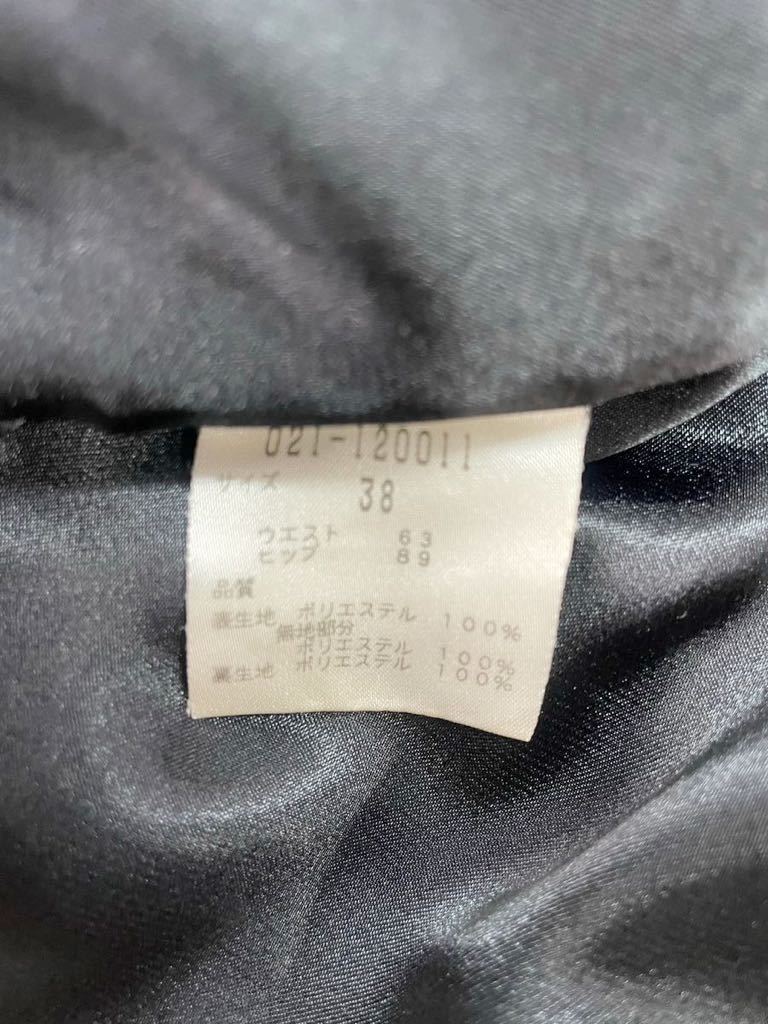 021-120011
サイズ 38
ウエスト 63
ヒップ 89
品質
表生地 ポリエステル 100%
無地部分
ポリエステル 100%
裏生地 ポリエステル 100%